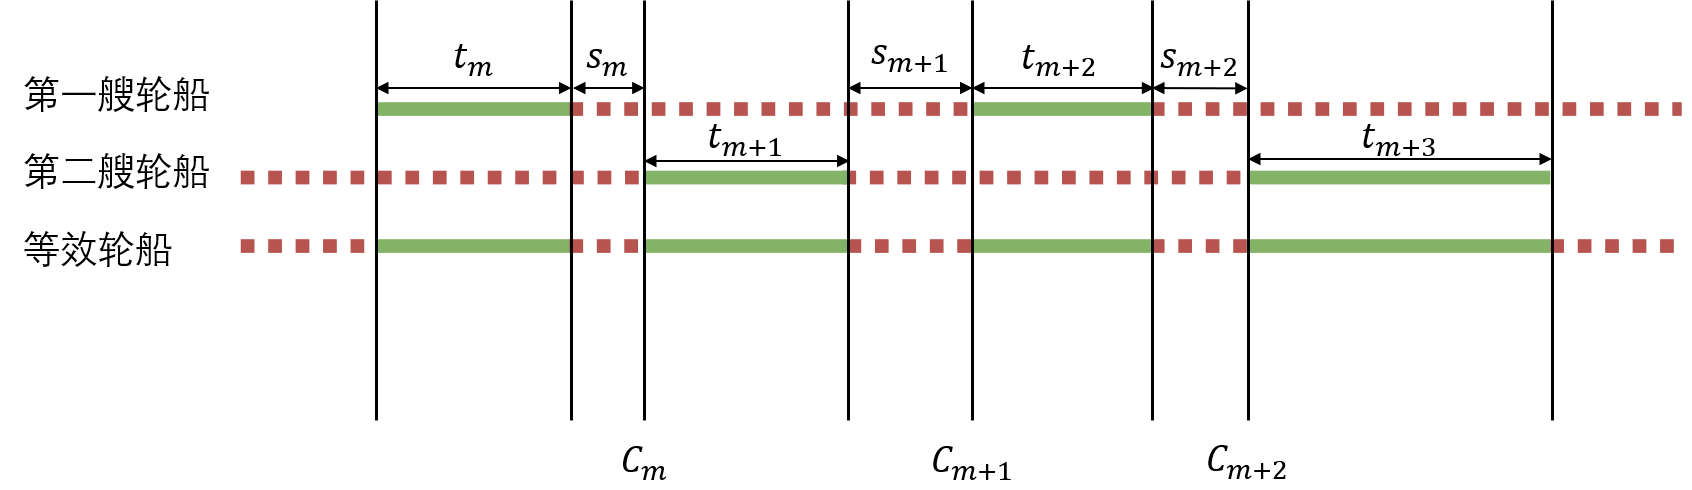 t_m s_m s_{m+1} t_{m+2} s_{m+2}
第一艘轮船
t_{m+1} t_{m+3}
第二艘轮船
等效轮船
C_m C_{m+1} C_{m+2}